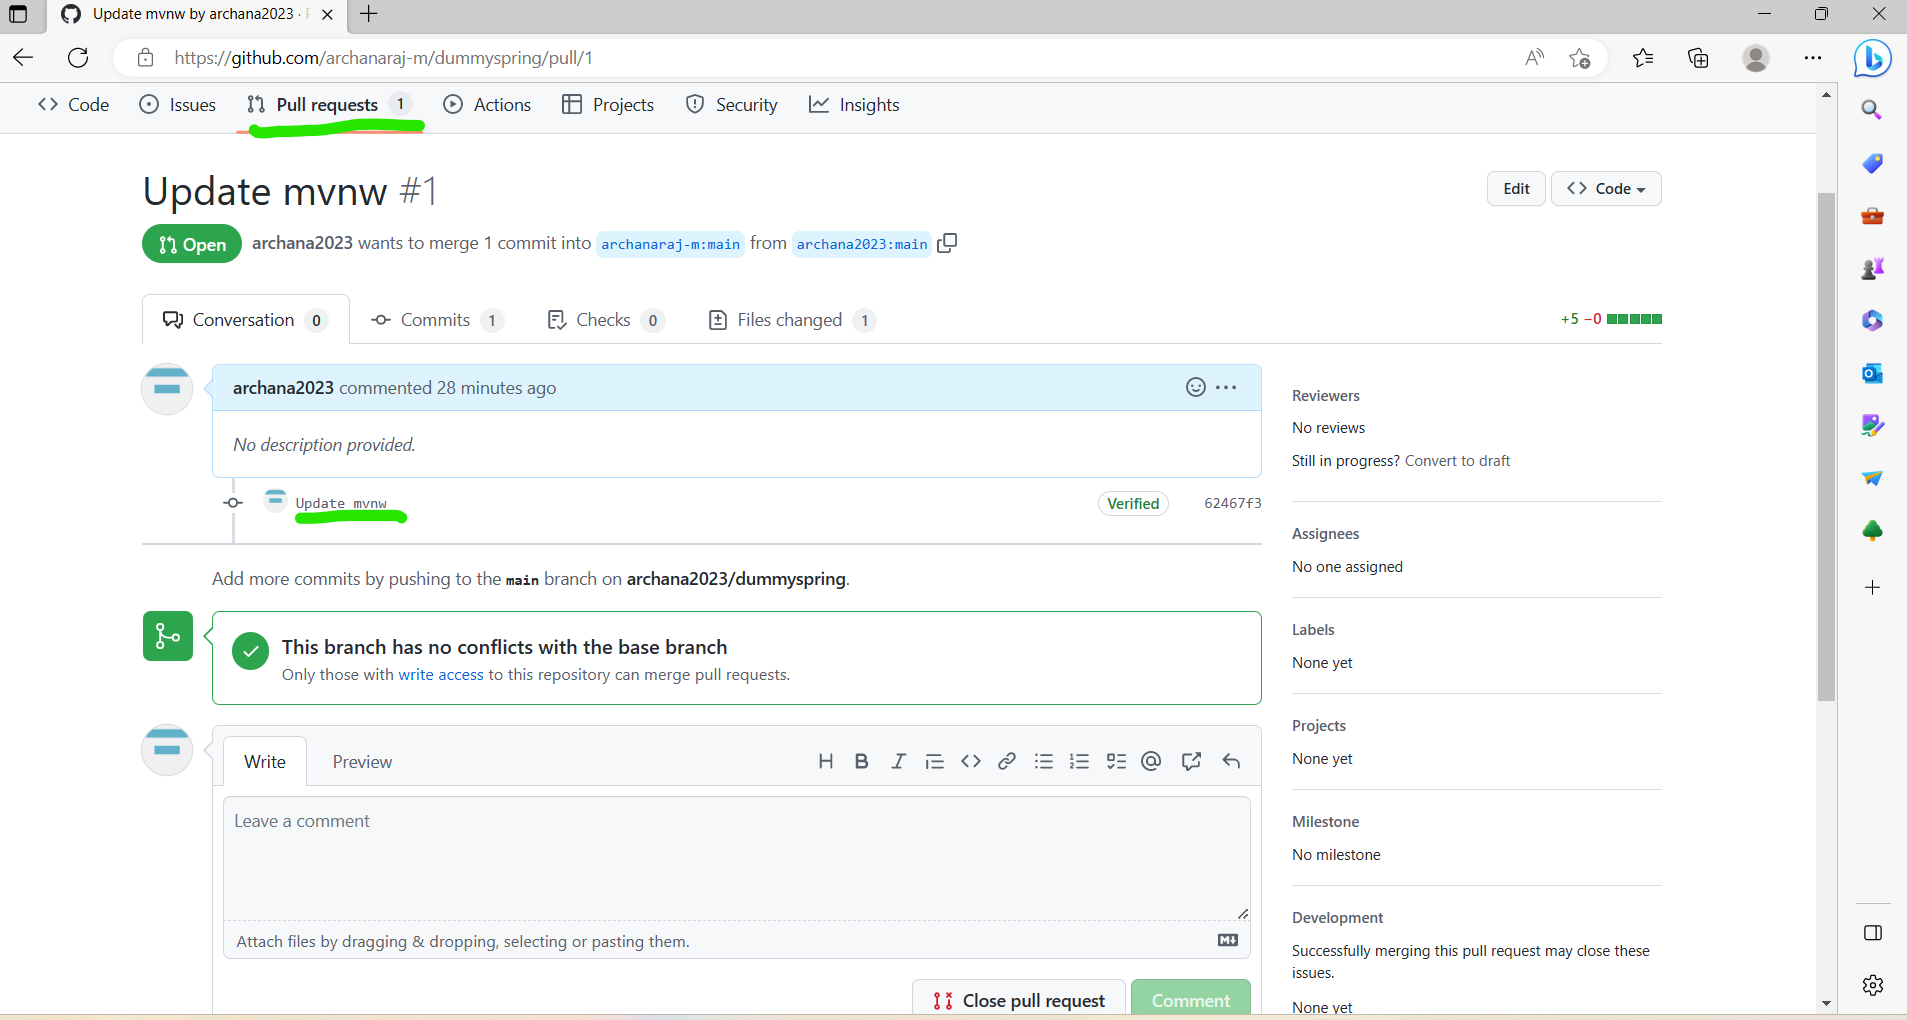 Update mvnw by archana2023 ·
https://github.com/archanaraj-m/dummyspring/pull/1
Code Issues Pull requests 1 Actions Projects Security Insights
Update mvnw #1
Edit Code
Open archana2023 wants to merge 1 commit into archanaraj-m:main from archana2023:main
Conversation 0 Commits 1 Checks 0 Files changed 1 +5 −0
archana2023 commented 28 minutes ago
No description provided.
Update mvnw Verified 62467f3
Add more commits by pushing to the main branch on archana2023/dummyspring.
This branch has no conflicts with the base branch
Only those with write access to this repository can merge pull requests.
Write Preview
Leave a comment
Attach files by dragging & dropping, selecting or pasting them.
Close pull request Comment
Reviewers
No reviews
Still in progress? Convert to draft
Assignees
No one assigned
Labels
None yet
Projects
None yet
Milestone
No milestone
Development
Successfully merging this pull request may close these
issues.
None yet